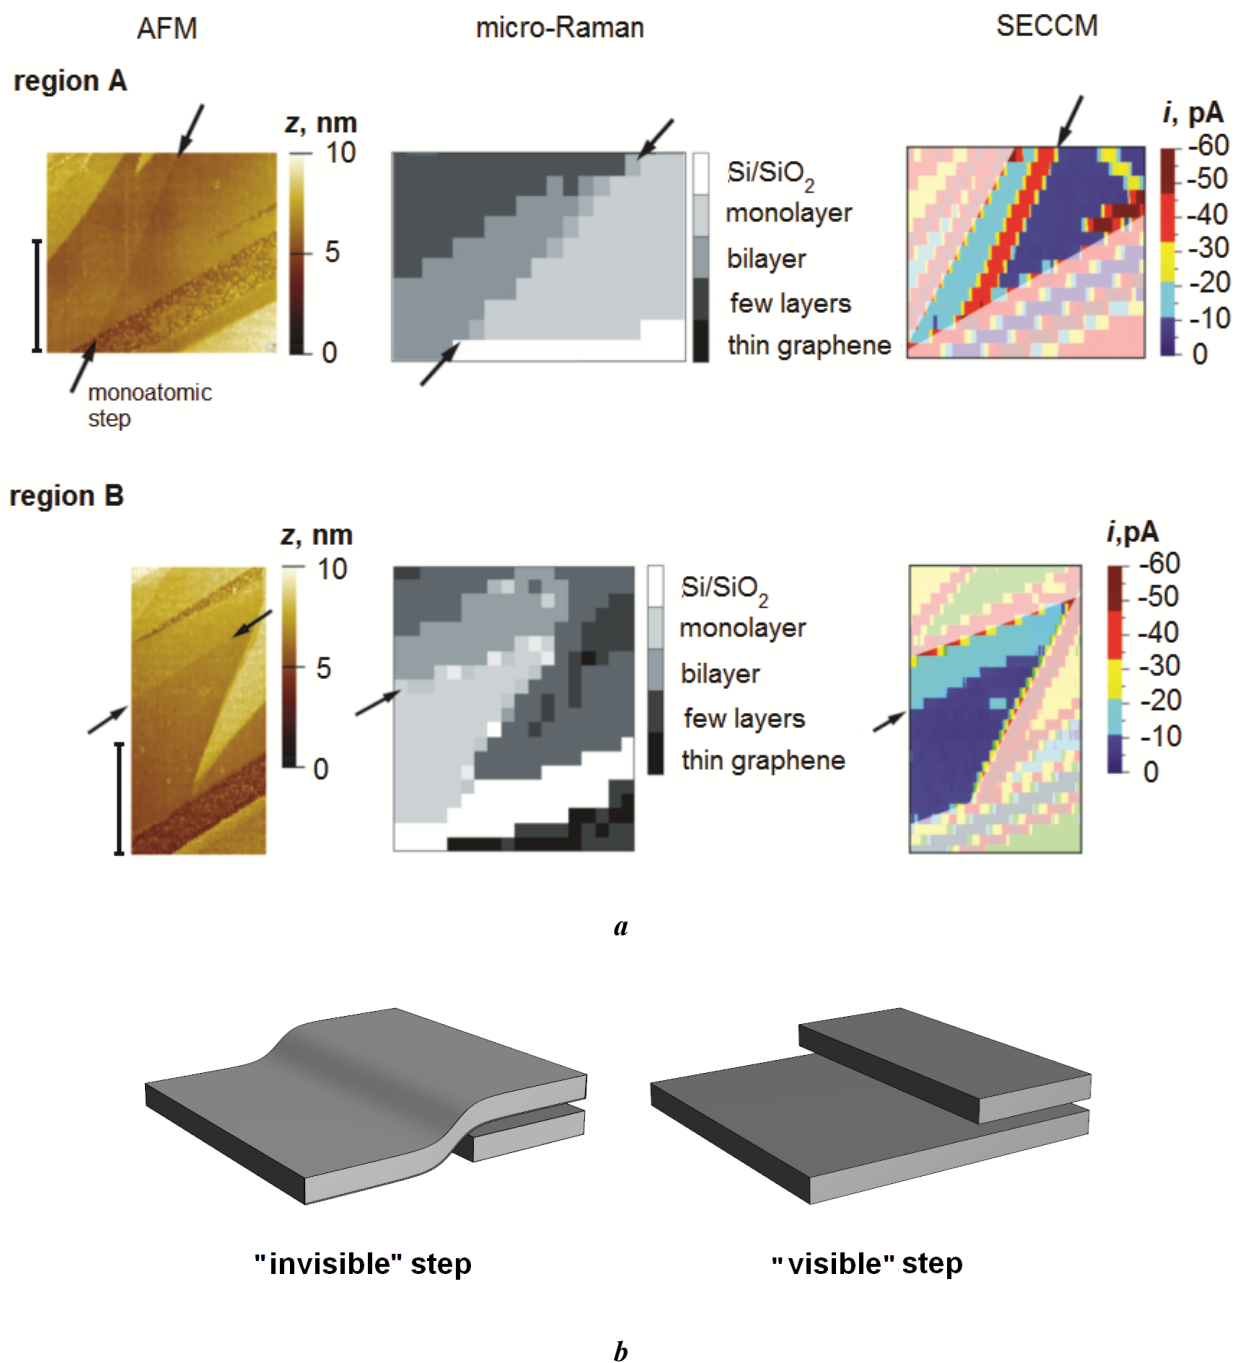 AFM
micro-Raman
SECCM
region A
z, nm
10
5
0
monoatomic
step
Si/SiO2
monolayer
bilayer
few layers
thin graphene
i, pA
-60
-50
-40
-30
-20
-10
0
region B
z, nm
10
5
0
Si/SiO2
monolayer
bilayer
few layers
thin graphene
i,pA
-60
-50
-40
-30
-20
-10
0
a
"invisible" step
"visible" step
b